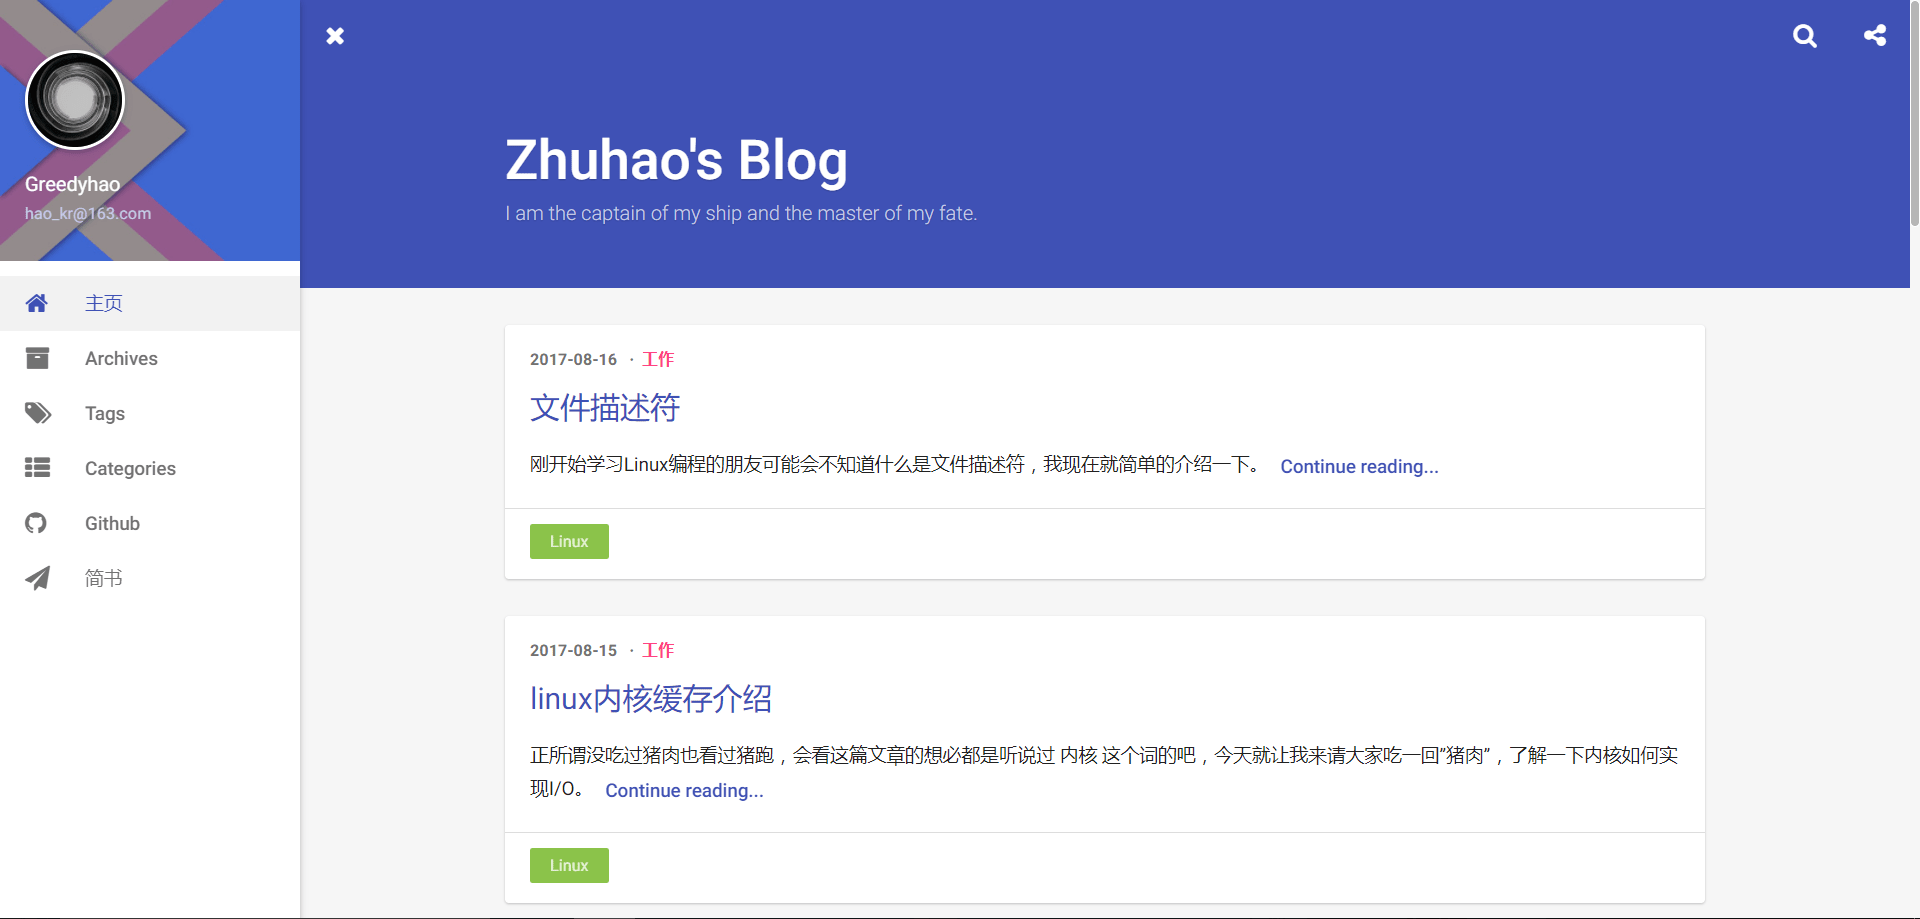 Greedyhao
hao_kr@163.com
主页
Archives
Tags
Categories
Github
简书
Zhuhao's Blog
I am the captain of my ship and the master of my fate.
2017-08-16 · 工作
文件描述符
刚开始学习Linux编程的朋友可能会不知道什么是文件描述符，我现在就简单的介绍一下。 Continue reading...
Linux
2017-08-15 · 工作
linux内核缓存介绍
正所谓没吃过猪肉也看过猪跑，会看这篇文章的想必都是听说过 内核 这个词的吧，今天就让我来请大家吃一回”猪肉”，了解一下内核如何实
现I/O。 Continue reading...
Linux